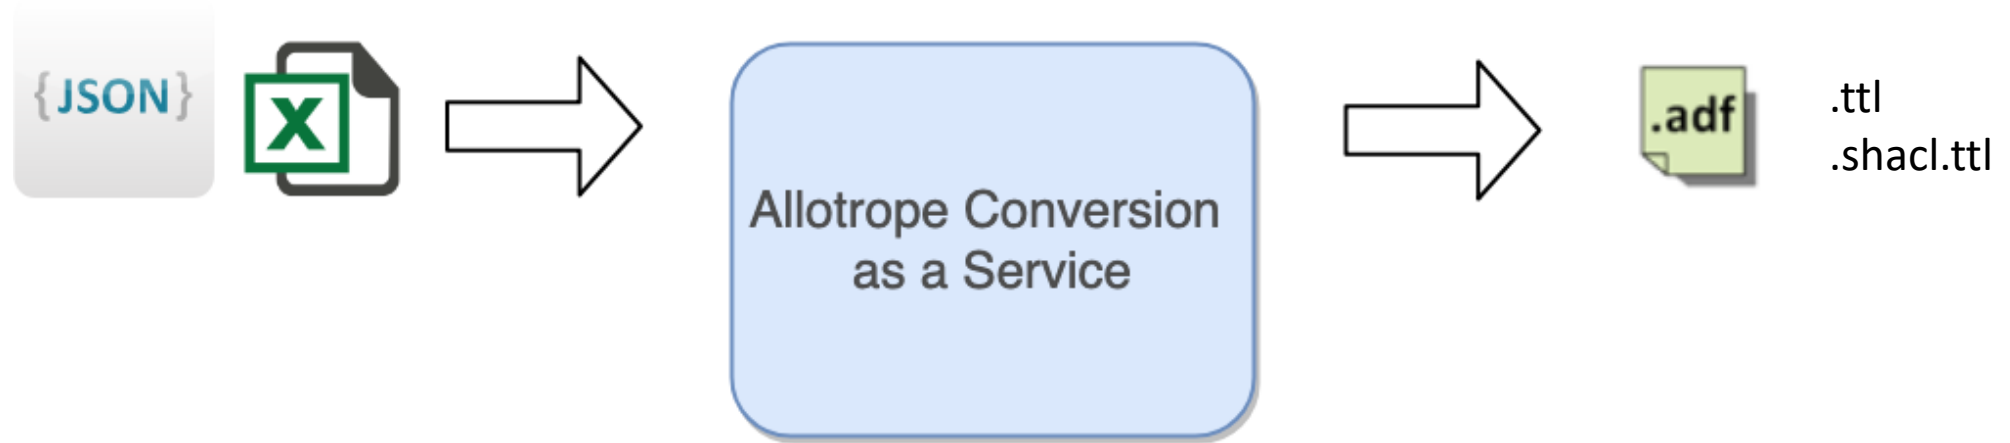 {JSON}
X
Allotrope Conversion
as a Service
.adf
.ttl
.shacl.ttl